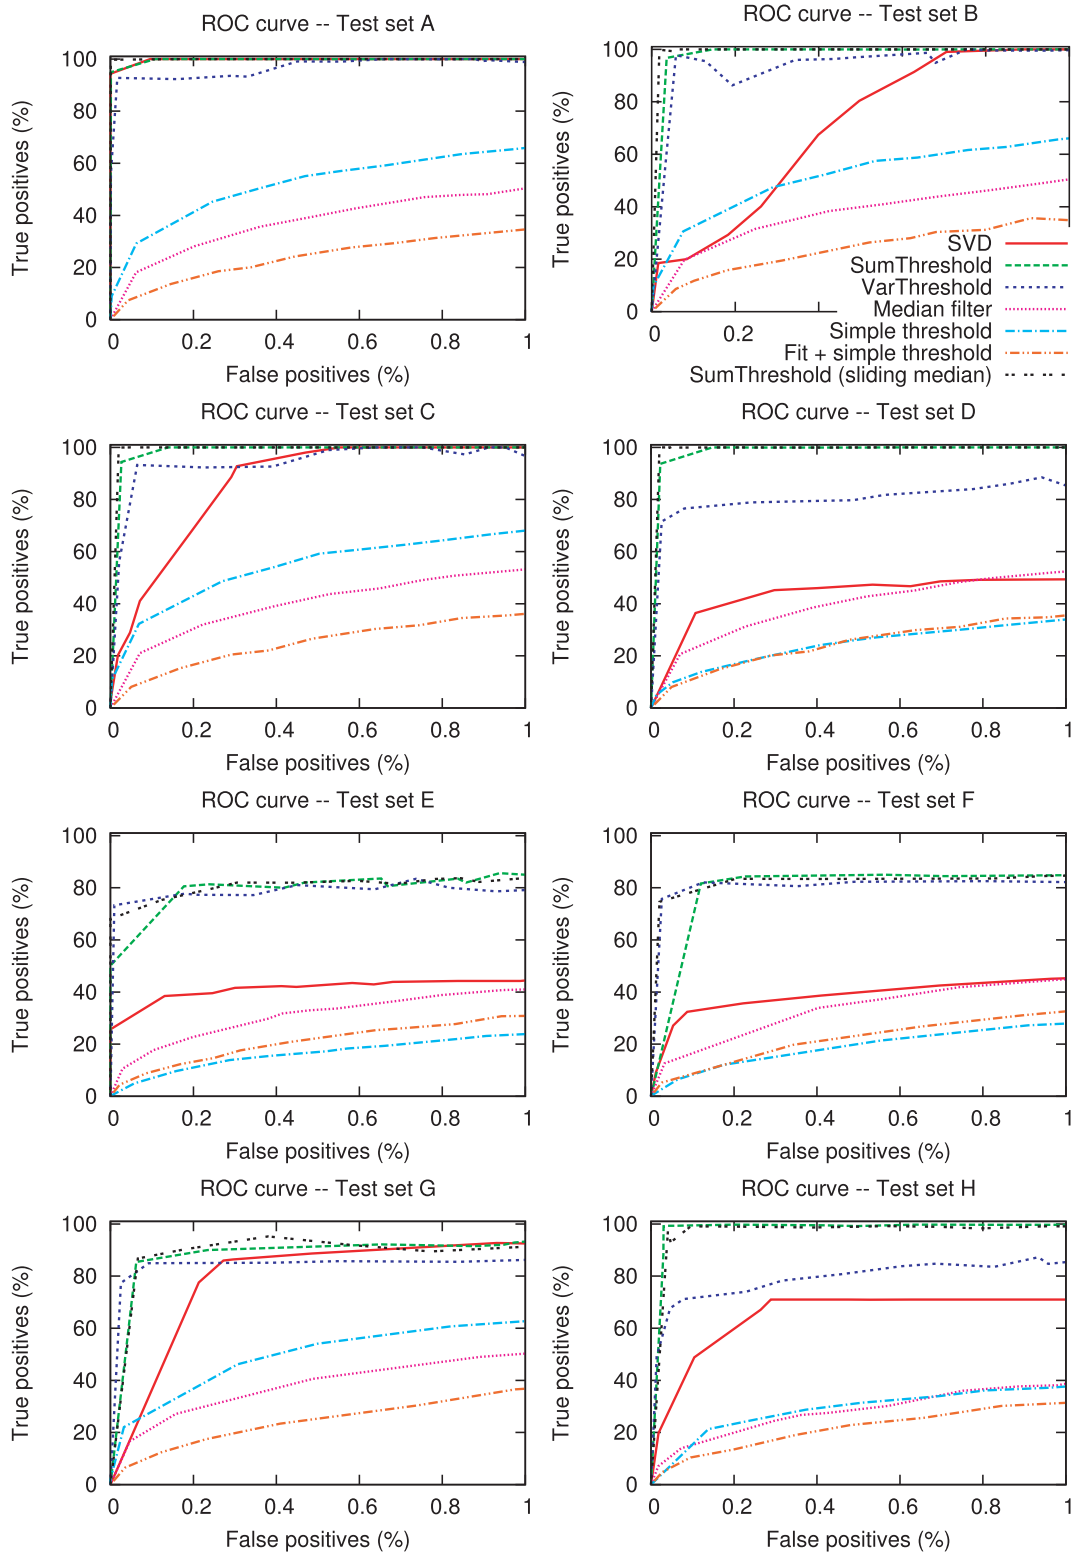 ROC curve -- Test set A
True positives (%)
100
80
60
40
20
0
0 0.2 0.4 0.6 0.8 1
False positives (%)
ROC curve -- Test set B
True positives (%)
100
80
60
40
20
0
0 0.2
SVD
SumThreshold
VarThreshold
Median filter
Simple threshold
Fit + simple threshold
SumThreshold (sliding median)
ROC curve -- Test set C
True positives (%)
100
80
60
40
20
0
0 0.2 0.4 0.6 0.8 1
False positives (%)
ROC curve -- Test set D
True positives (%)
100
80
60
40
20
0
0 0.2 0.4 0.6 0.8 1
False positives (%)
ROC curve -- Test set E
True positives (%)
100
80
60
40
20
0
0 0.2 0.4 0.6 0.8 1
False positives (%)
ROC curve -- Test set F
True positives (%)
100
80
60
40
20
0
0 0.2 0.4 0.6 0.8 1
False positives (%)
ROC curve -- Test set G
True positives (%)
100
80
60
40
20
0
0 0.2 0.4 0.6 0.8 1
False positives (%)
ROC curve -- Test set H
True positives (%)
100
80
60
40
20
0
0 0.2 0.4 0.6 0.8 1
False positives (%)